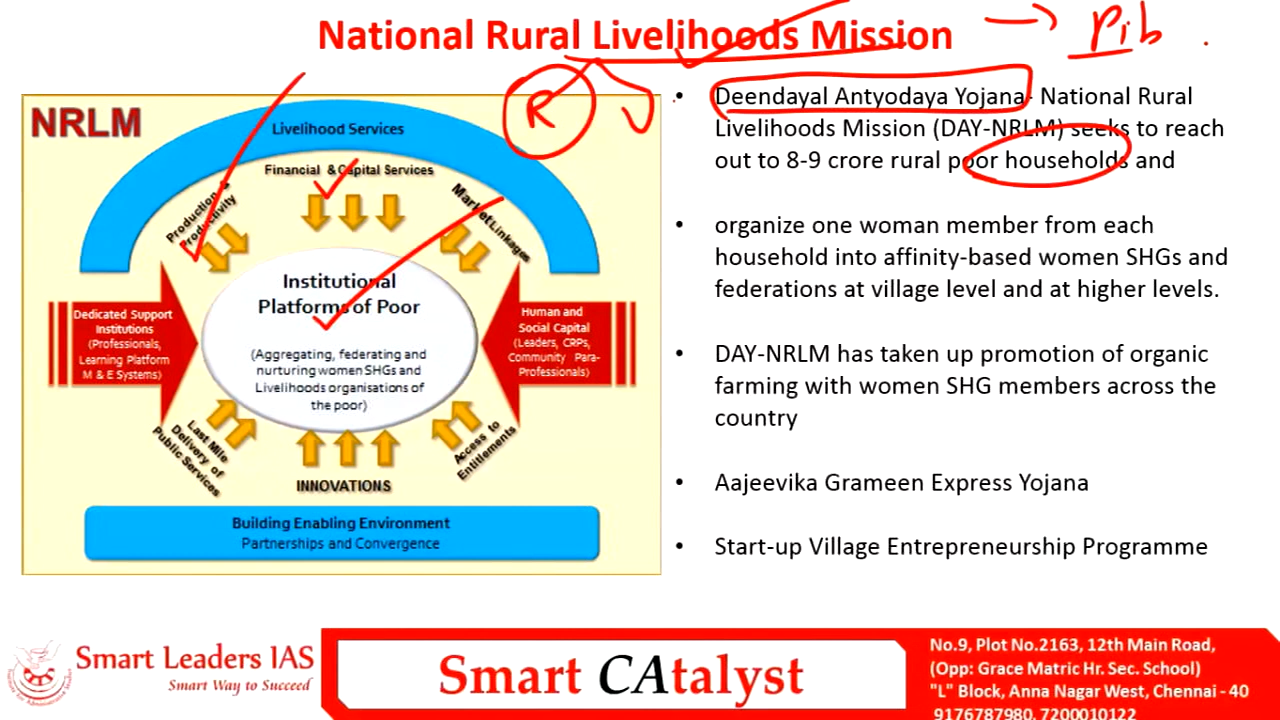 National Rural Livelihoods Mission
→ Pib
R
NRLM
Livelihood Services
Financial & Capital Services
Production &
Productivity
Market Linkages
Institutional
Platforms of Poor
(Aggregating, federating and
nurturing women SHGs and
Livelihoods organisations of
the poor)
Dedicated Support
Institutions
(Professionals,
Learning Platform
M & E Systems)
Human and
Social Capital
(Leaders, CRPs,
Community Para-
Professionals)
Last Mile
Delivery of
Public Services
INNOVATIONS
Access to
Entitlements
Building Enabling Environment
Partnerships and Convergence
• Deendayal Antyodaya Yojana- National Rural
Livelihoods Mission (DAY-NRLM) seeks to reach
out to 8-9 crore rural poor households and
• organize one woman member from each
household into affinity-based women SHGs and
federations at village level and at higher levels.
• DAY-NRLM has taken up promotion of organic
farming with women SHG members across the
country
• Aajeevika Grameen Express Yojana
• Start-up Village Entrepreneurship Programme
Smart Leaders IAS
Smart Way to Succeed
Smart CAtalyst
No.9, Plot No.2163, 12th Main Road,
(Opp: Grace Matric Hr. Sec. School)
"L" Block, Anna Nagar West, Chennai - 40
9176787980, 7200010122